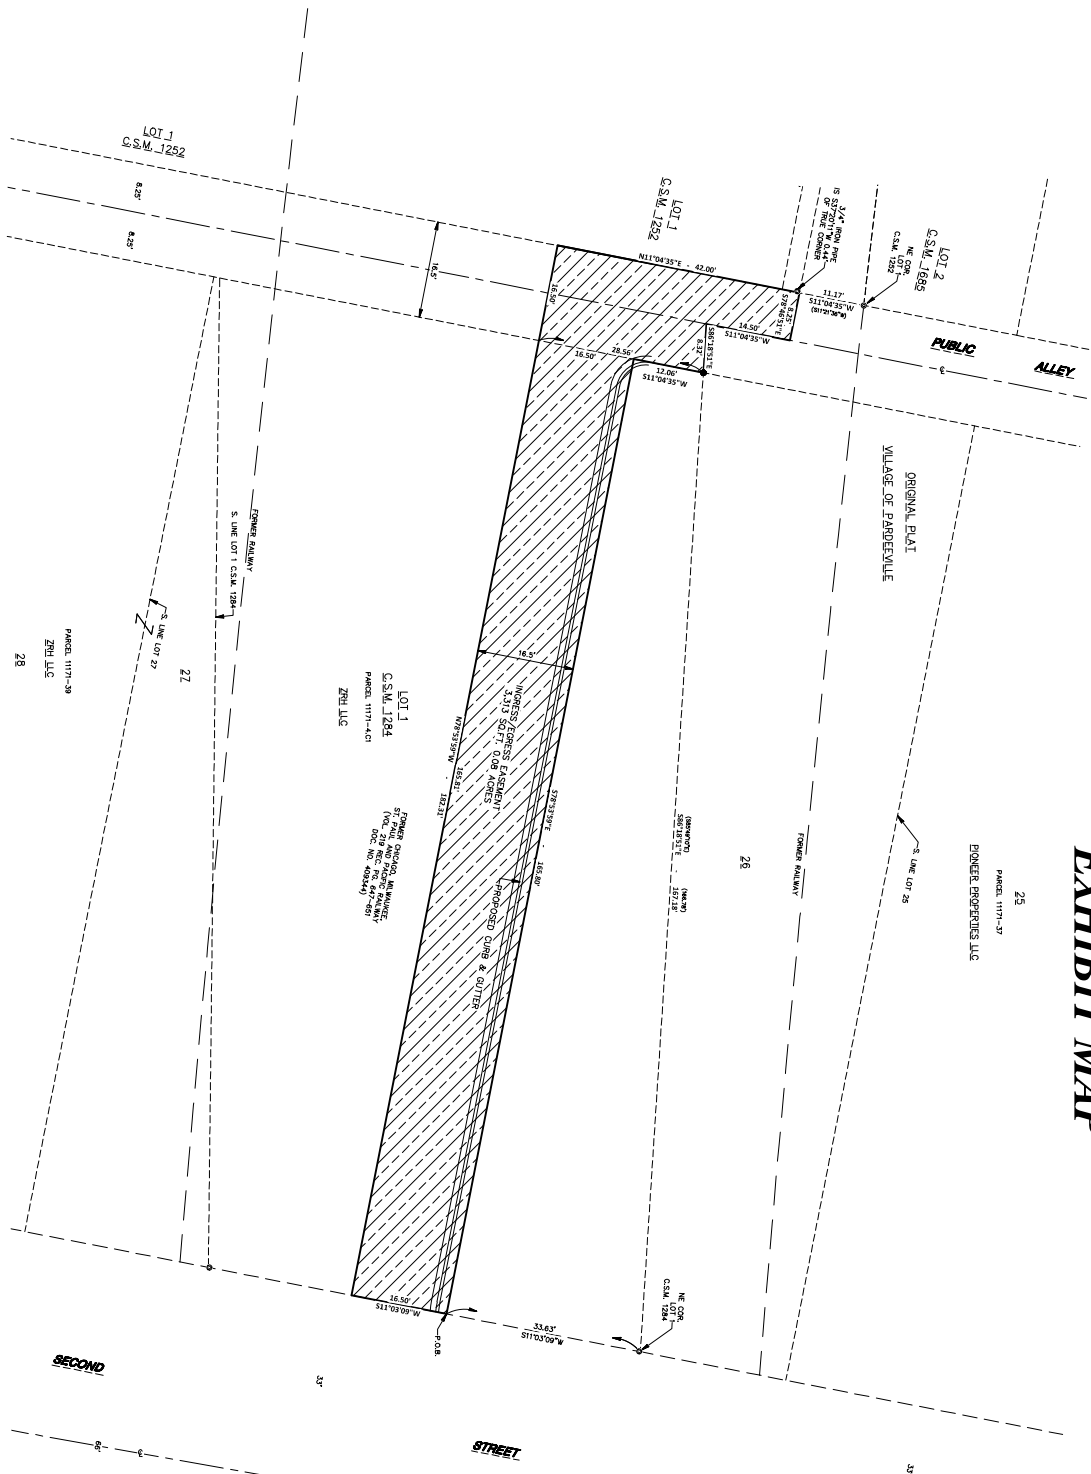 EXHIBIT MAP
LOT 1
C.S.M. 1252
8.25'
8.25'
16.5'
LOT 1
C.S.M. 1252
3/4" IRON PIPE
IS S37°20'11"W 0.44'
OF TRUE CORNER
NE COR.
LOT 1
C.S.M. 1252
LOT 2
C.S.M. 1685
11.17'
S11°04'35"W
N11°04'35"E - 42.00'
8.25'
S78°46'51"E
14.50'
S11°04'35"W
S86°18'51"E
8.32'
16.50'
28.56'
16.50'
12.06'
S11°04'35"W
PUBLIC
ALLEY
ORIGINAL PLAT
VILLAGE OF PARDEEVILLE
FORMER RAILWAY
S. LINE LOT 1 C.S.M. 1284
S. LINE LOT 27
27
PARCEL 11171-39
ZRH LLC
28
LOT 1
C.S.M. 1284
PARCEL 11171-4.C1
ZRH LLC
16.5'
INGRESS/EGRESS EASEMENT
3,313 SQ.FT. 0.08 ACRES
N78°53'59"W - 165.81'
182.31'
S78°53'59"E - 165.80'
PROPOSED CURB & GUTTER
FORMER CHICAGO, MILWAUKEE,
ST. PAUL AND PACIFIC RAILWAY
(VOL. 219 REC. PG. 647-651
DOC. NO. 409344)
S86°18'51"E - 167.18'
26
FORMER RAILWAY
S. LINE LOT 25
25
PARCEL 11171-37
PIONEER PROPERTIES LLC
16.50'
S11°03'09"W
P.O.B.
33.63'
S11°03'09"W
NE COR.
LOT 1
C.S.M. 1284
SECOND
STREET
33'
33'
66'